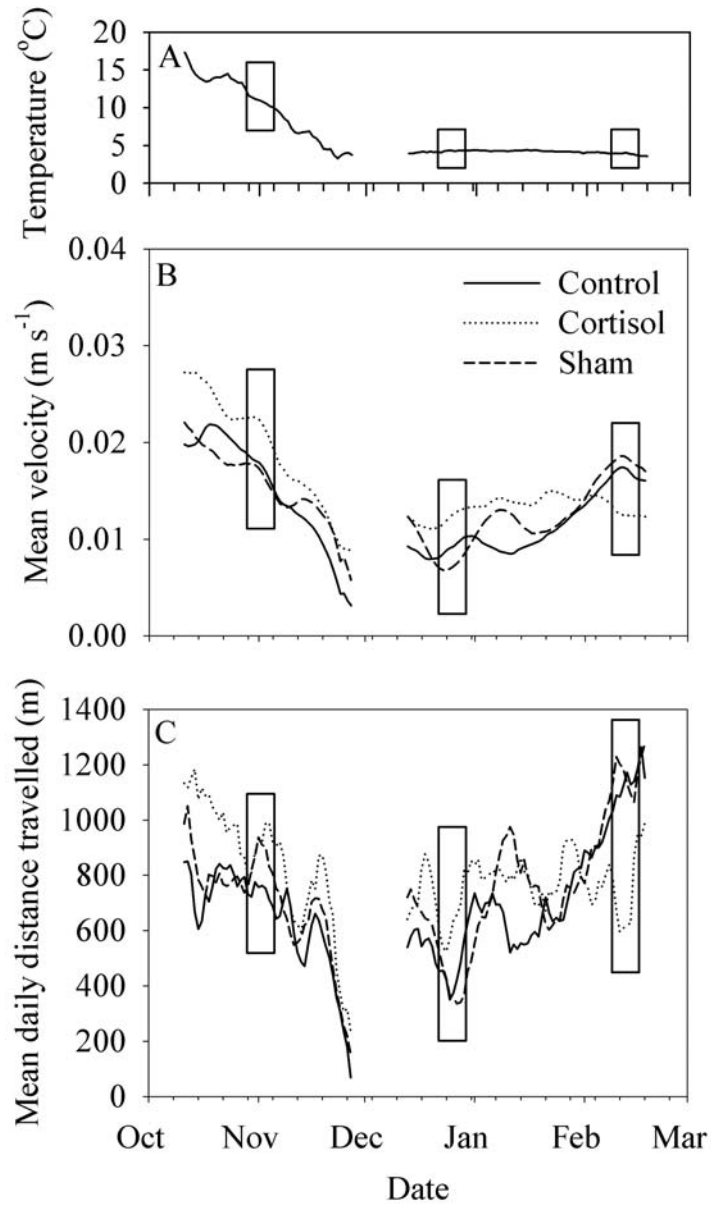 A
20
15
10
5
0
Temperature (°C)
B
0.04
0.03
0.02
0.01
0.00
Mean velocity (m s⁻¹)
Control
Cortisol
Sham
C
1400
1200
1000
800
600
400
200
0
Mean daily distance travelled (m)
Oct Nov Dec Jan Feb Mar
Date